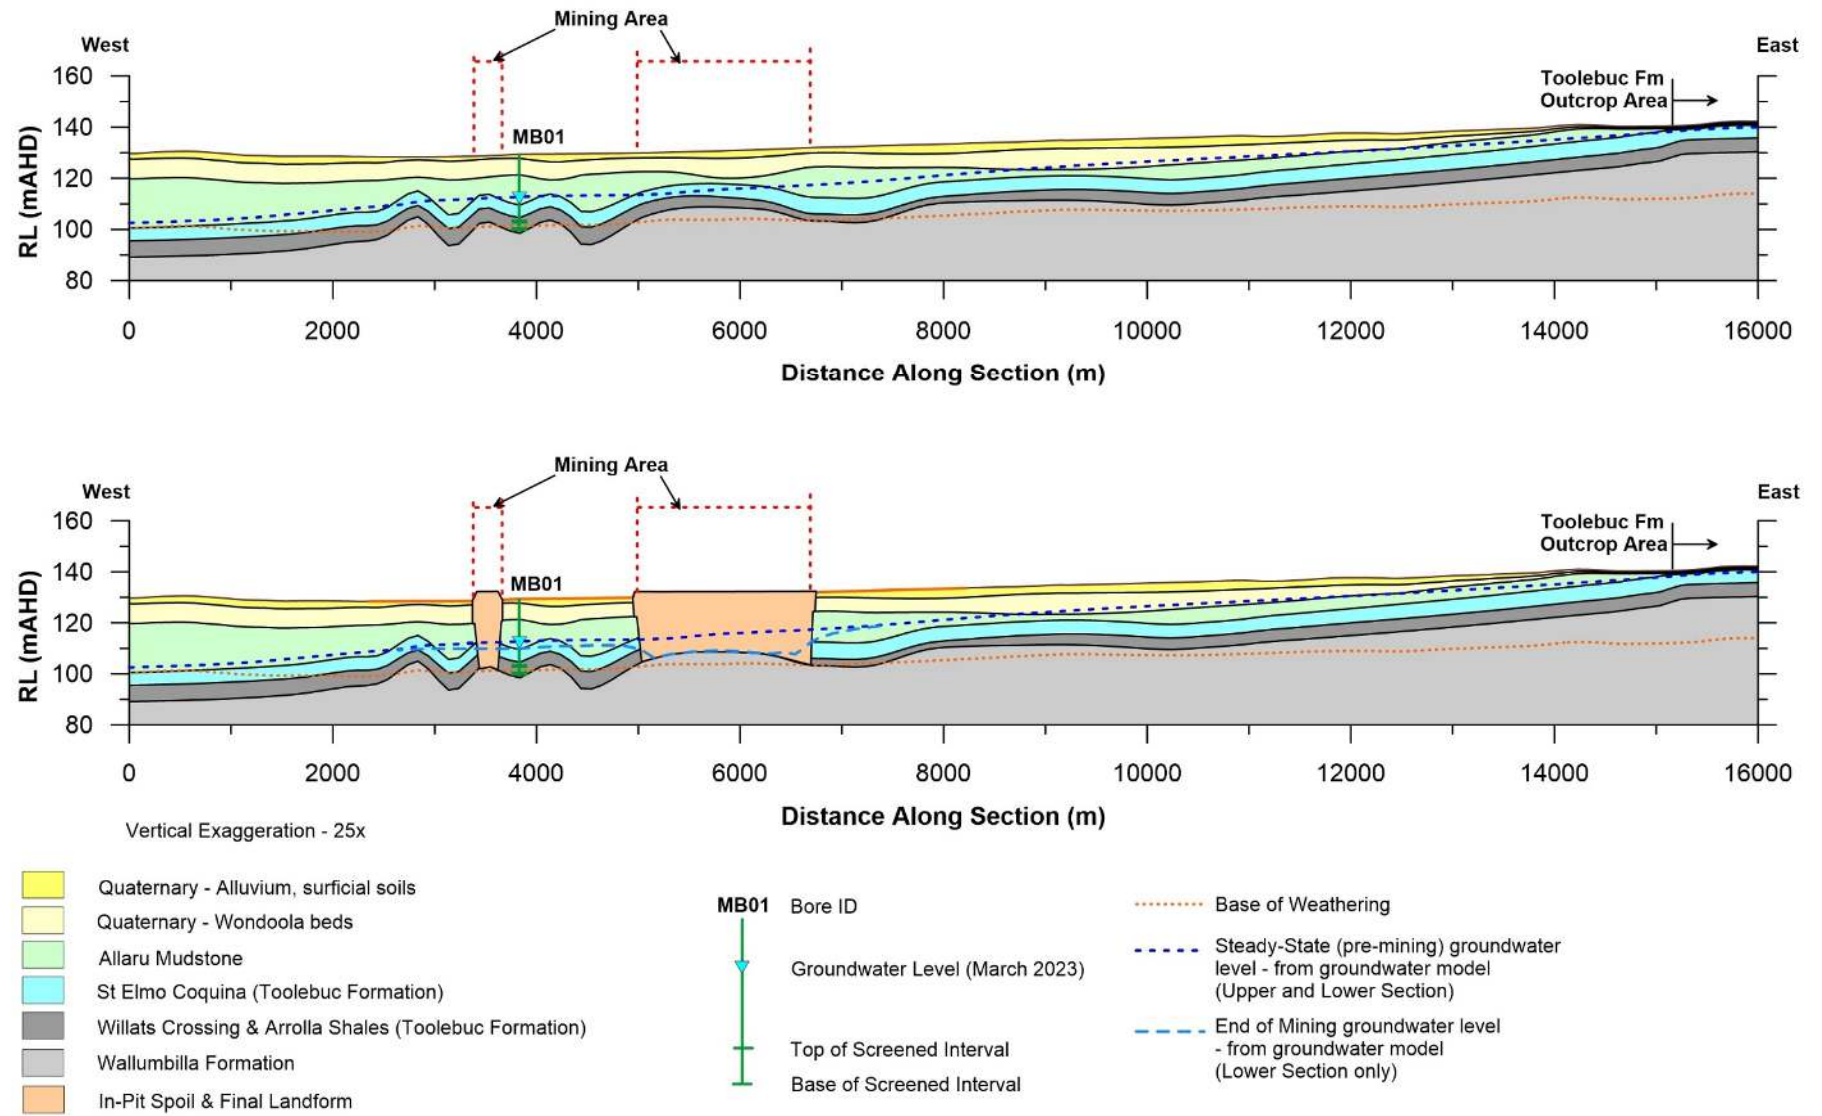 Mining Area
West
East
160
Toolebuc Fm
Outcrop Area
140
MB01
120
100
80
RL (mAHD)
0 2000 4000 6000 8000 10000 12000 14000 16000
Distance Along Section (m)
Mining Area
West
East
160
Toolebuc Fm
Outcrop Area
140
MB01
120
100
80
RL (mAHD)
0 2000 4000 6000 8000 10000 12000 14000 16000
Distance Along Section (m)
Vertical Exaggeration - 25x
Quaternary - Alluvium, surficial soils
Quaternary - Wondoola beds
Allaru Mudstone
St Elmo Coquina (Toolebuc Formation)
Willats Crossing & Arrolla Shales (Toolebuc Formation)
Wallumbilla Formation
In-Pit Spoil & Final Landform
MB01 Bore ID
Groundwater Level (March 2023)
Top of Screened Interval
Base of Screened Interval
Base of Weathering
Steady-State (pre-mining) groundwater
level - from groundwater model
(Upper and Lower Section)
End of Mining groundwater level
- from groundwater model
(Lower Section only)